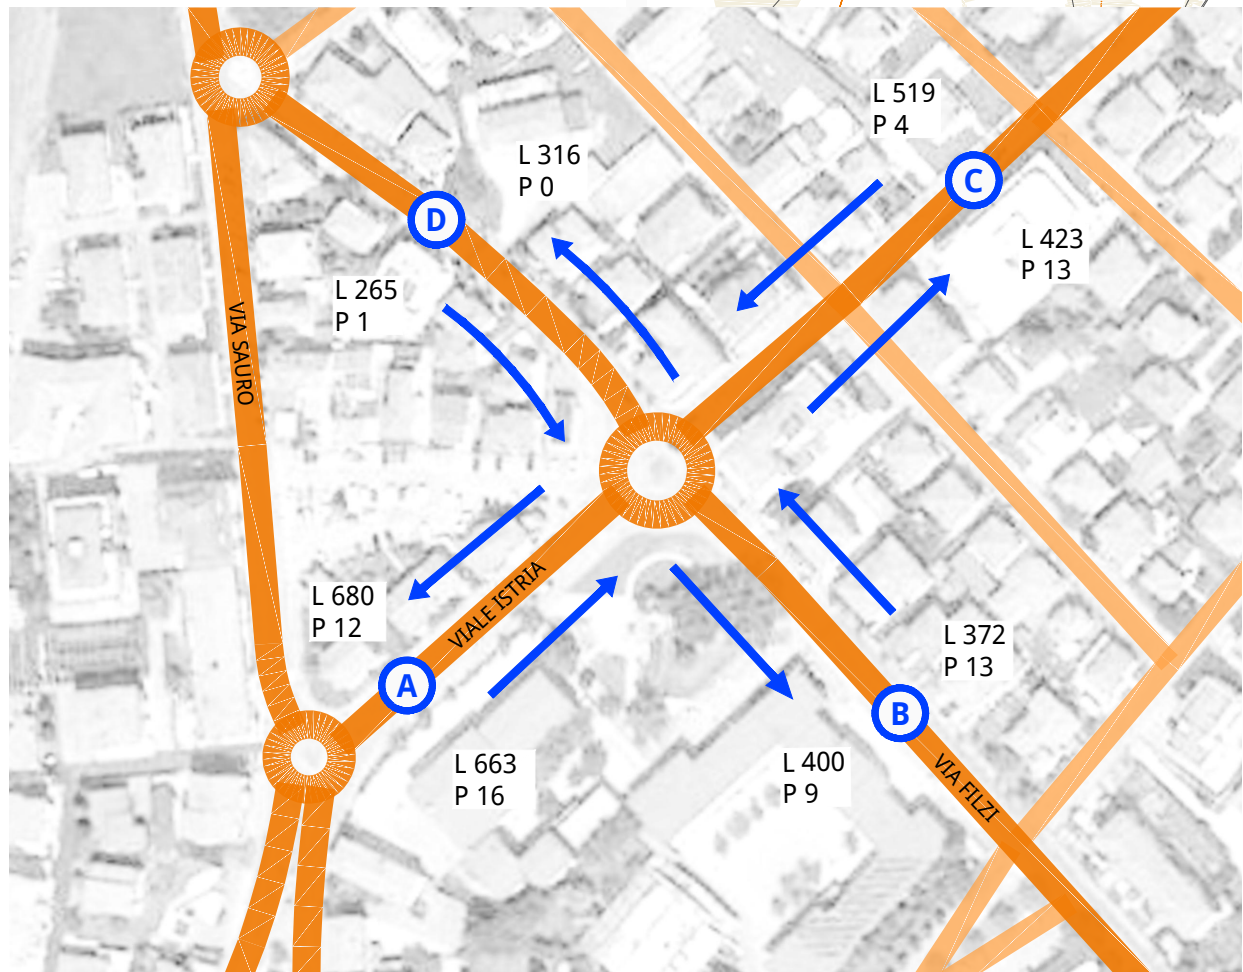 L 519
P 4
C
L 316
P 0
D
L 423
P 13
L 265
P 1
VIA SAURO
L 680
P 12
VIALE ISTRIA
A
L 372
P 13
B
L 663
P 16
L 400
P 9
VIA FILZI